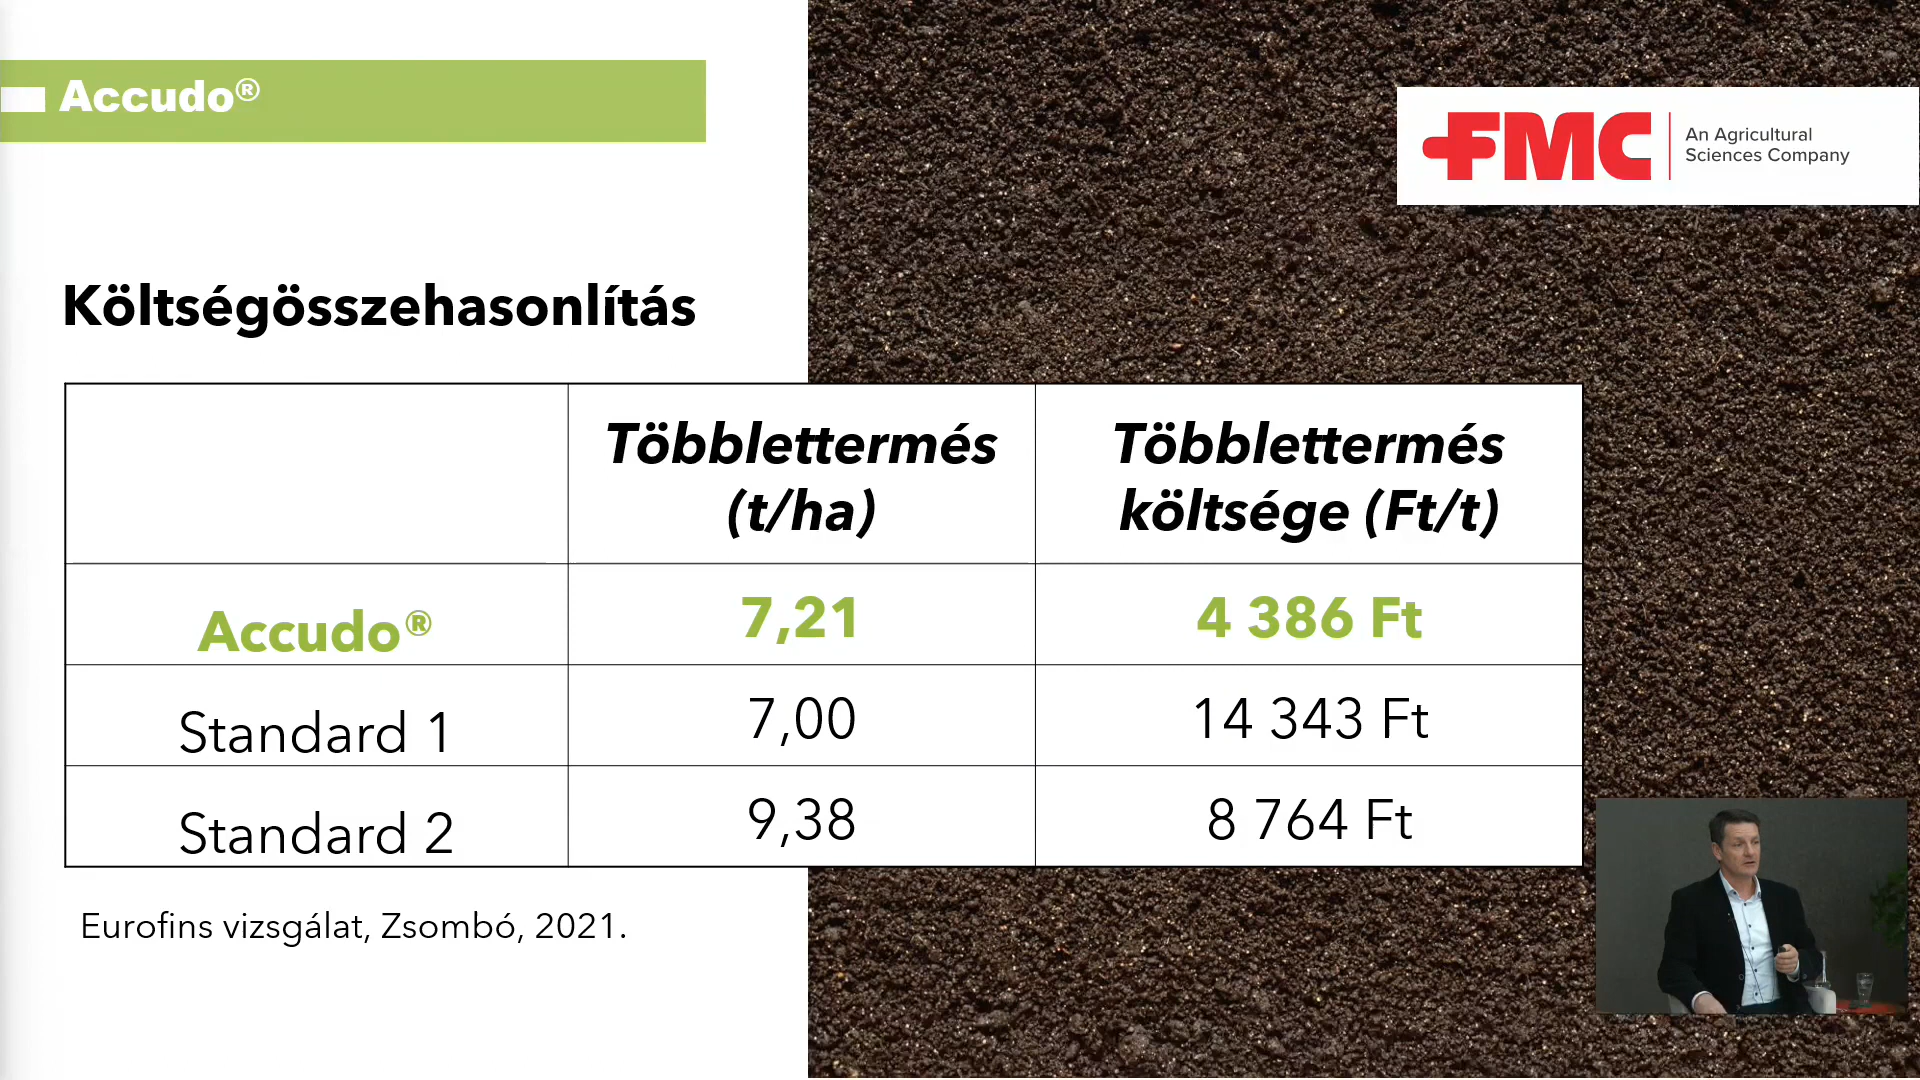 Accudo®
FMC
An Agricultural
Sciences Company
Költségösszehasonlítás
Többlettermés
(t/ha)
Többlettermés
költsége (Ft/t)
Accudo®
7,21
4 386 Ft
Standard 1
7,00
14 343 Ft
Standard 2
9,38
8 764 Ft
Eurofins vizsgálat, Zsombó, 2021.